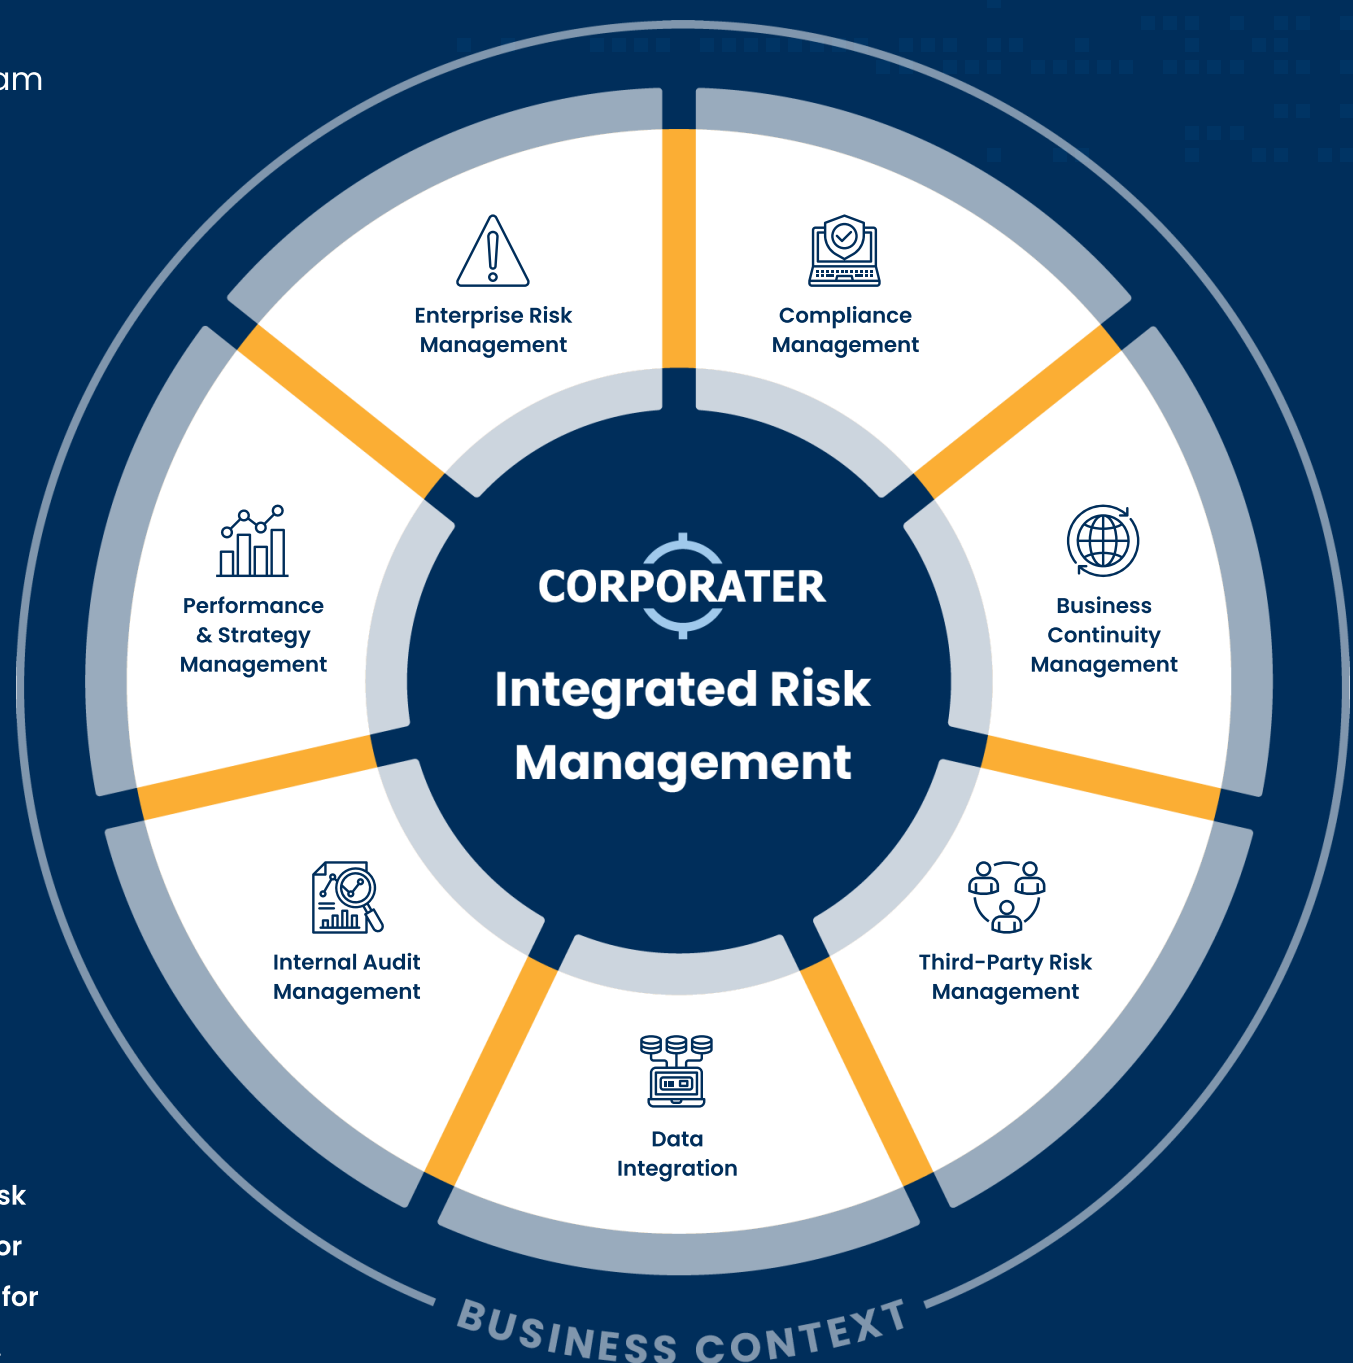 am
Enterprise Risk
Management
Compliance
Management
Performance
& Strategy
Management
Business
Continuity
Management
CORPORATER
Integrated Risk
Management
Internal Audit
Management
Third-Party Risk
Management
Data
Integration
sk
or
for
BUSINESS CONTEXT